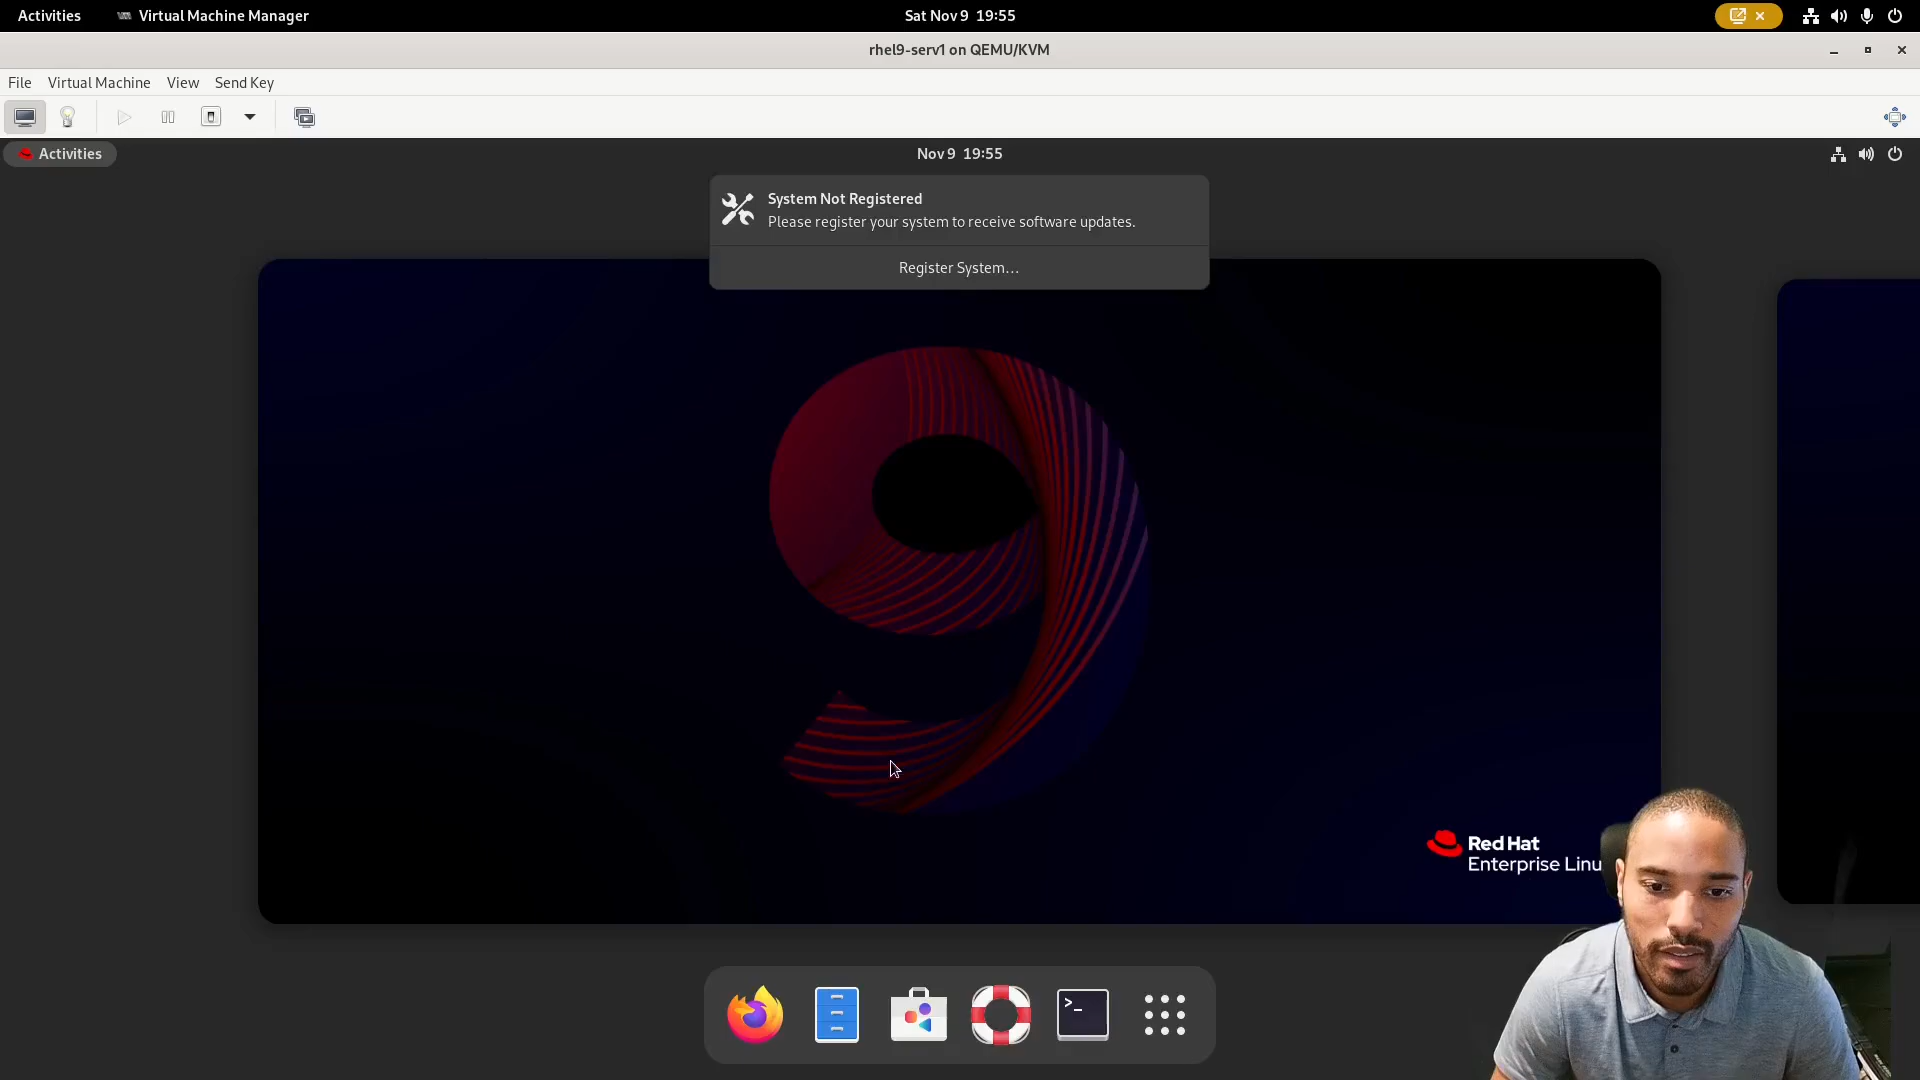 Activities
Virtual Machine Manager
Sat Nov 9 19:55
rhel9-serv1 on QEMU/KVM
File
Virtual Machine
View
Send Key
Activities
Nov 9 19:55
System Not Registered
Please register your system to receive software updates.
Register System…
Red Hat
Enterprise Linu
>_